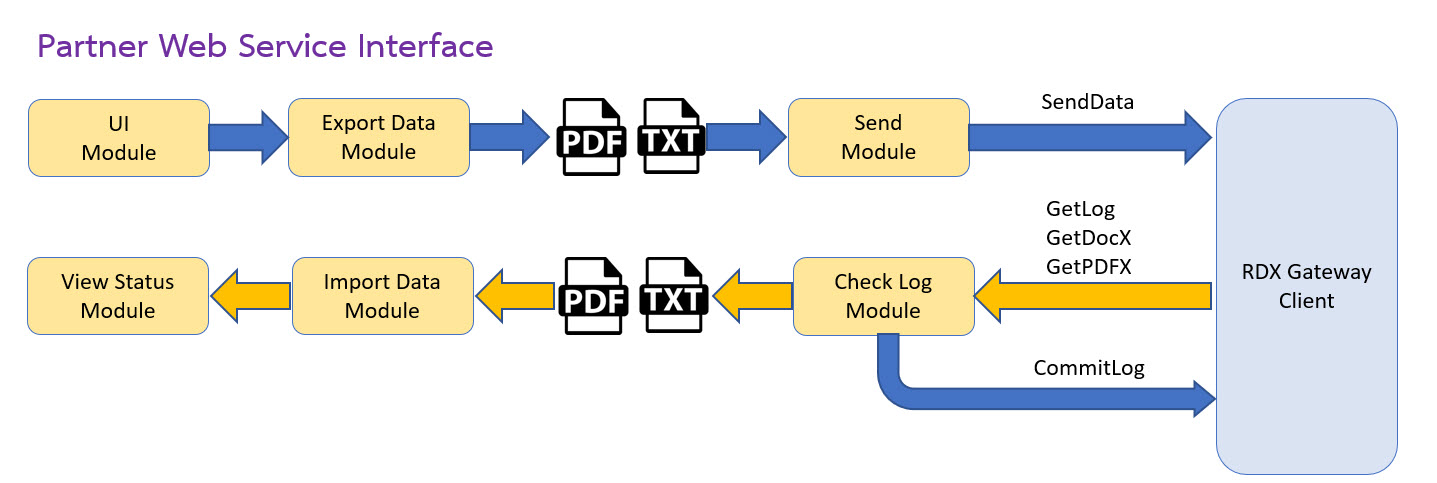 Partner Web Service Interface
UI
Module
Export Data
Module
PDF
TXT
Send
Module
SendData
GetLog
GetDocX
GetPDFX
View Status
Module
Import Data
Module
PDF
TXT
Check Log
Module
RDX Gateway
Client
CommitLog